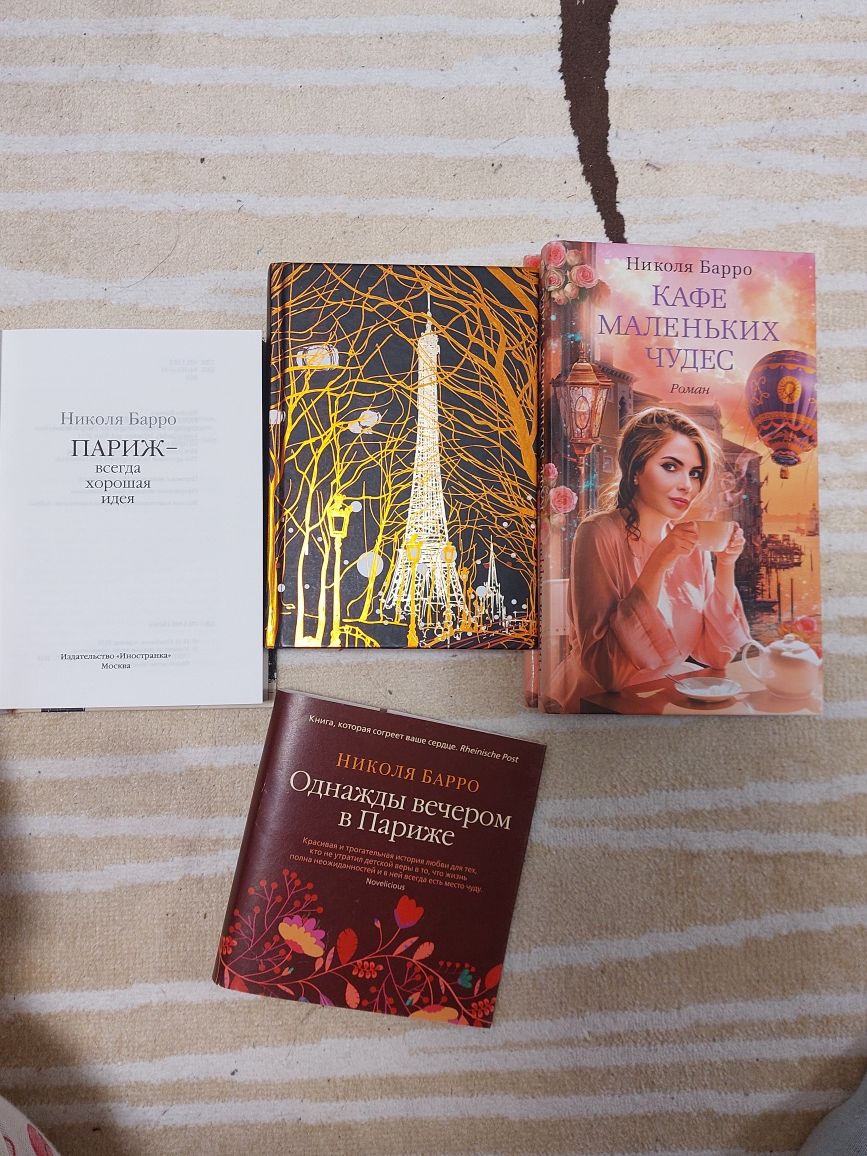 Николя Барро
ПАРИЖ–
всегда
хорошая
идея
Издательство «Иностранка»
Москва
Николя Барро
КАФЕ
МАЛЕНЬКИХ
ЧУДЕС
Роман
Книга, которая согреет ваше сердце. Rheinische Post
НИКОЛЯ БАРРО
Однажды вечером
в Париже
Красивая и трогательная история любви для тех,
кто не утратил детской веры в то, что жизнь
полна неожиданностей и в ней всегда есть место чуду.
Novelicious